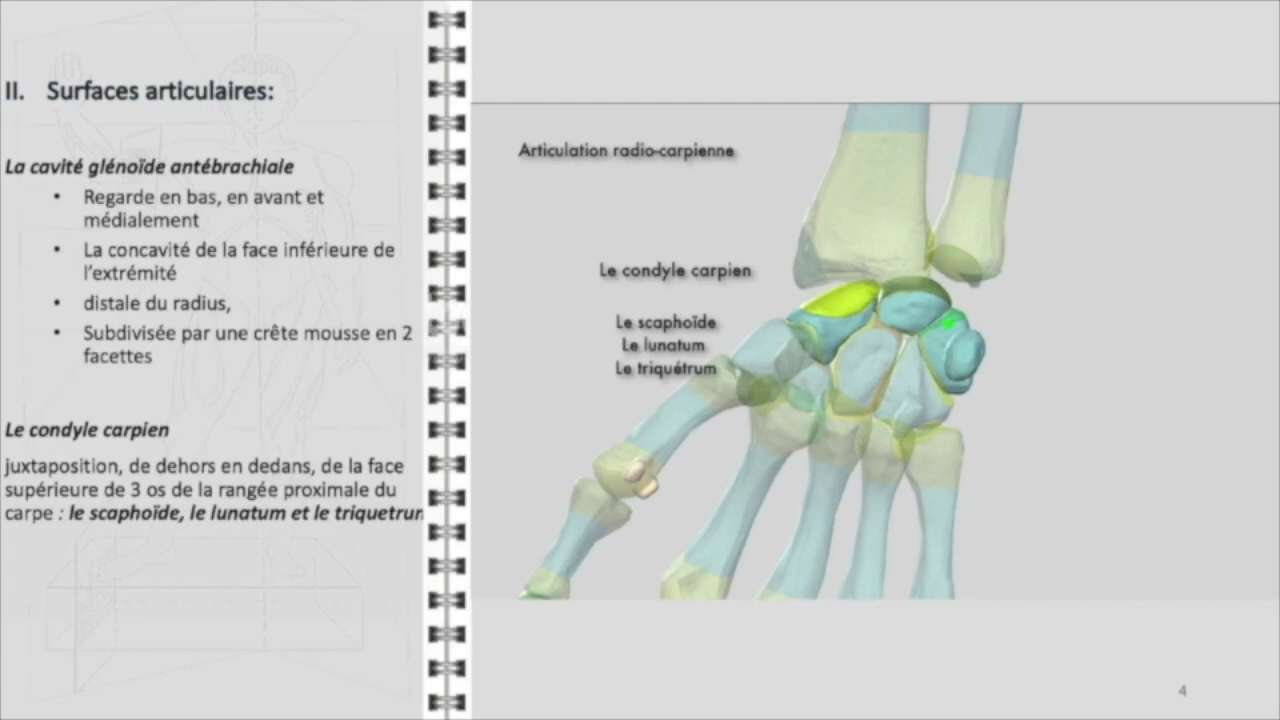 II. Surfaces articulaires:
La cavité glénoïde antébrachiale
• Regarde en bas, en avant et
médialement
• La concavité de la face inférieure de
l'extrémité
• distale du radius,
• Subdivisée par une crête mousse en 2
facettes
Le condyle carpien
juxtaposition, de dehors en dedans, de la face
supérieure de 3 os de la rangée proximale du
carpe : le scaphoïde, le lunatum et le triquetrum
Articulation radio-carpienne
Le condyle carpien
Le scaphoïde
Le lunatum
Le triquétrum
4